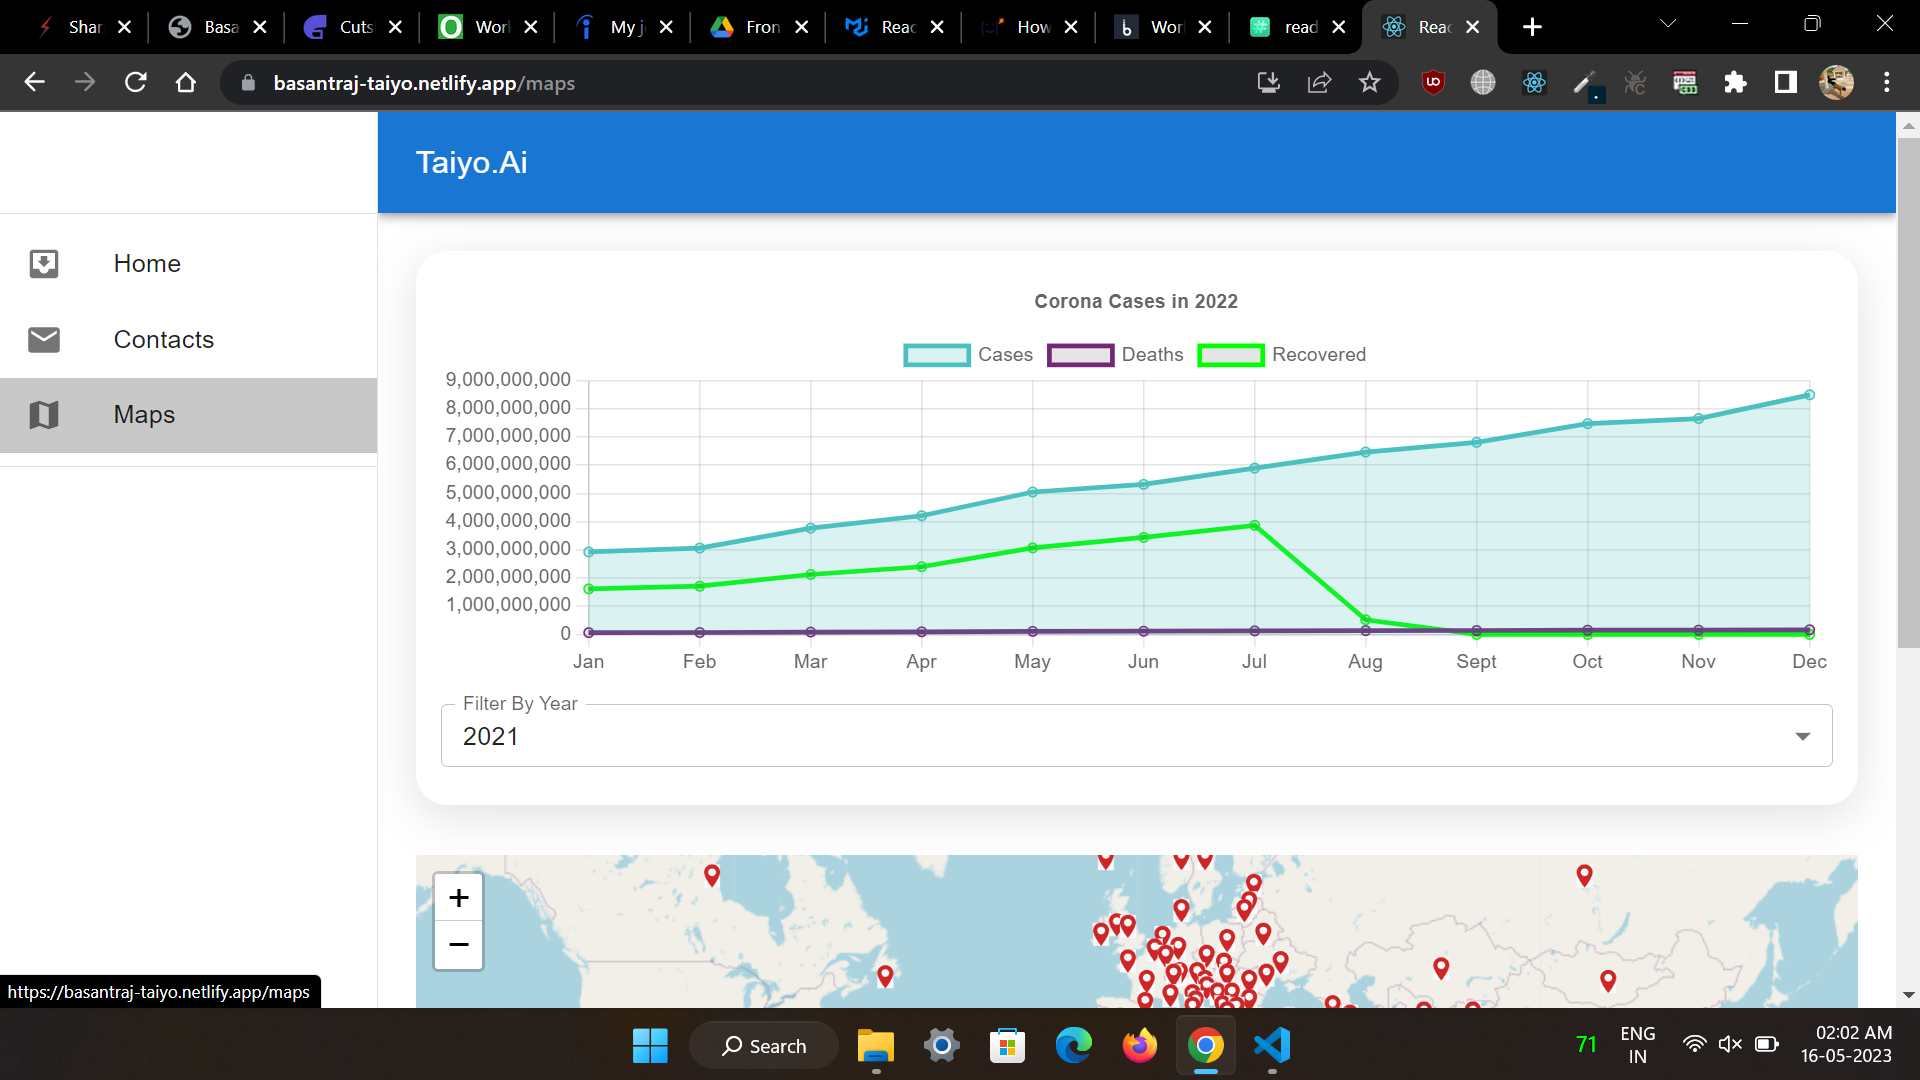 Shar
Basa
Cuts
Worl
My j
Fron
Reac
How
Worl
read
Reac
basantraj-taiyo.netlify.app/maps
Taiyo.Ai
Home
Contacts
Maps
Corona Cases in 2022
Cases Deaths Recovered
9,000,000,000
8,000,000,000
7,000,000,000
6,000,000,000
5,000,000,000
4,000,000,000
3,000,000,000
2,000,000,000
1,000,000,000
0
Jan Feb Mar Apr May Jun Jul Aug Sept Oct Nov Dec
Filter By Year
2021
+
−
https://basantraj-taiyo.netlify.app/maps
Search
71
ENG
IN
02:02 AM
16-05-2023